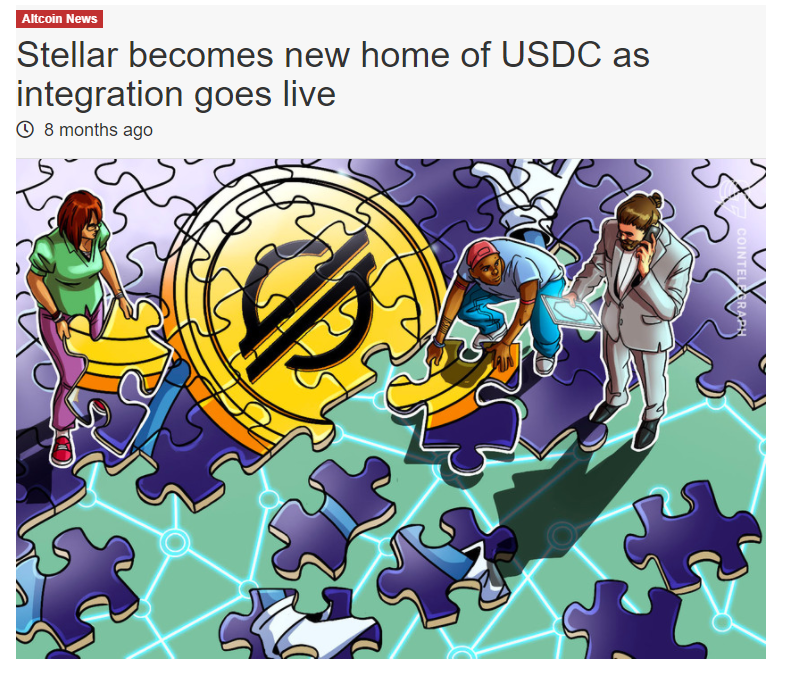 Altcoin News
Stellar becomes new home of USDC as
integration goes live
8 months ago
COINTELEGRAPH